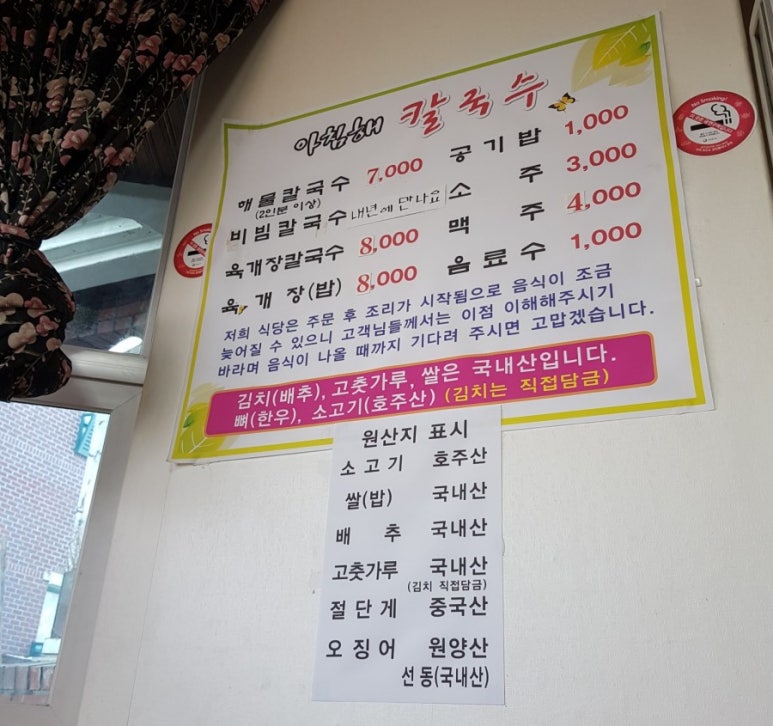 아침해 칼국수
해물칼국수 7,000 공기밥 1,000
(2인분 이상)
비빔칼국수 내년에 만나요 소주 3,000
육개장칼국수 8,000 맥주 4,000
육개장(밥) 8,000 음료수 1,000
저희 식당은 주문 후 조리가 시작됨으로 음식이 조금
늦어질 수 있으니 고객님들께서는 이점 이해해주시기
바라며 음식이 나올 때까지 기다려 주시면 고맙겠습니다.
김치(배추), 고춧가루, 쌀은 국내산입니다.
뼈(한우), 소고기(호주산) (김치는 직접담금)
원산지 표시
소고기 호주산
쌀(밥) 국내산
배추 국내산
고춧가루 국내산
(김치 직접담금)
절단게 중국산
오징어 원양산
선동(국내산)
No Smoking!